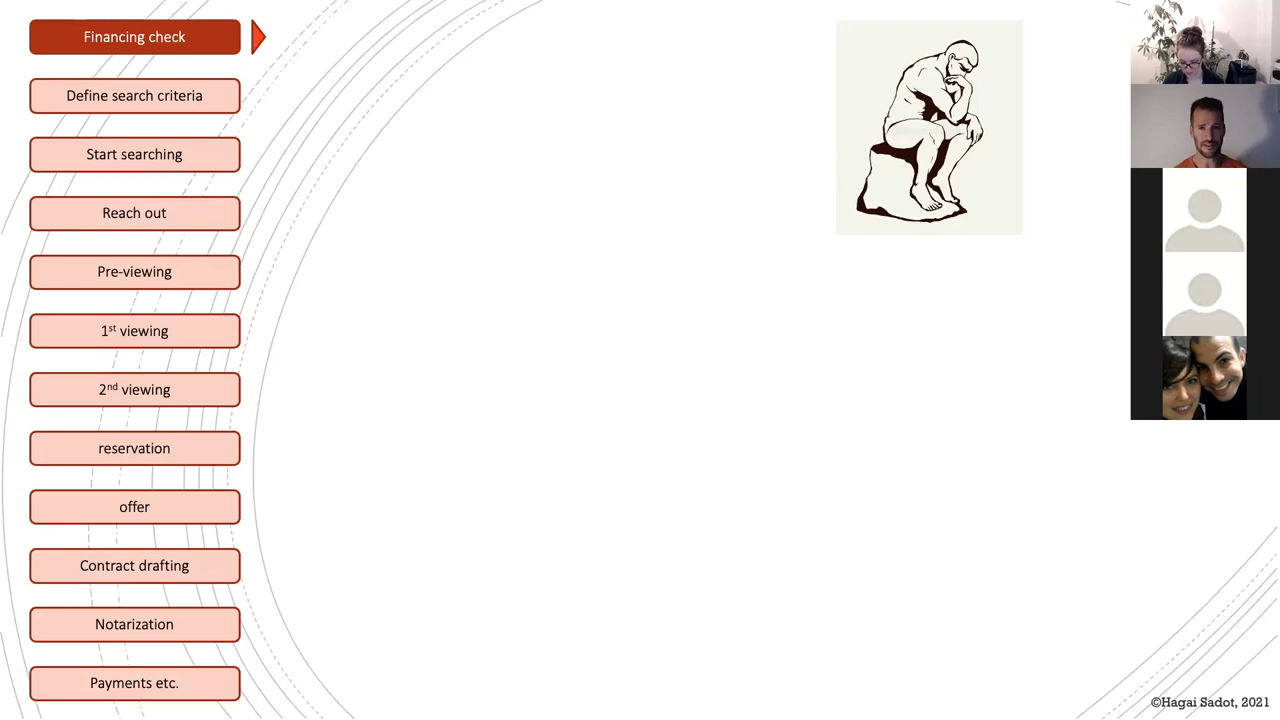 Financing check
Define search criteria
Start searching
Reach out
Pre-viewing
1st viewing
2nd viewing
reservation
offer
Contract drafting
Notarization
Payments etc.
©Hagai Sadot, 2021